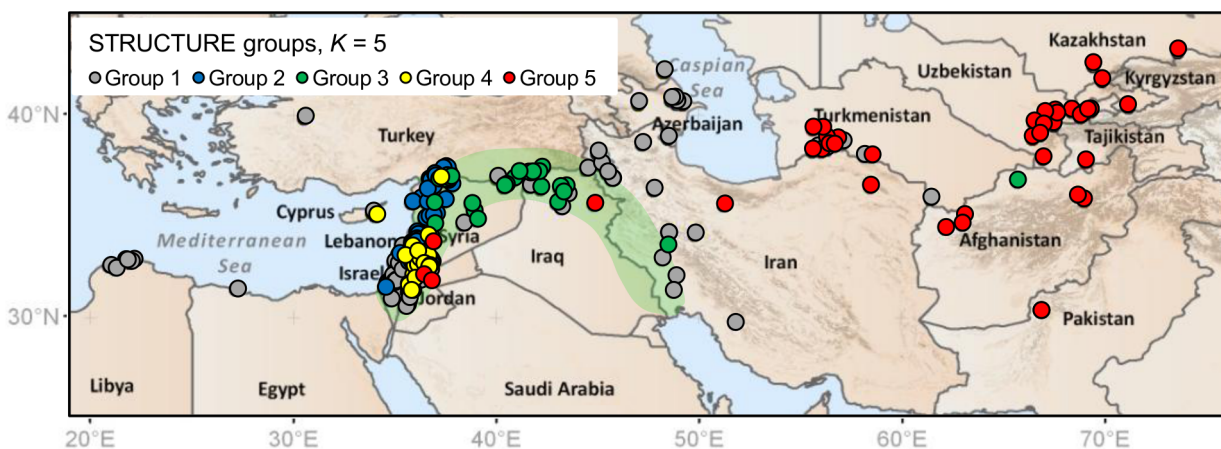 STRUCTURE groups, K = 5
Group 1 Group 2 Group 3 Group 4 Group 5
Kazakhstan
Caspian
Sea
Uzbekistan
Kyrgyzstan
40°N
Azerbaijan
Turkmenistan
Turkey
Tajikistan
Cyprus
Mediterranean
Sea
Lebanon
Syria
Afghanistan
Iraq
Iran
Israel
Jordan
30°N
Pakistan
Libya
Egypt
Saudi Arabia
20°E 30°E 40°E 50°E 60°E 70°E